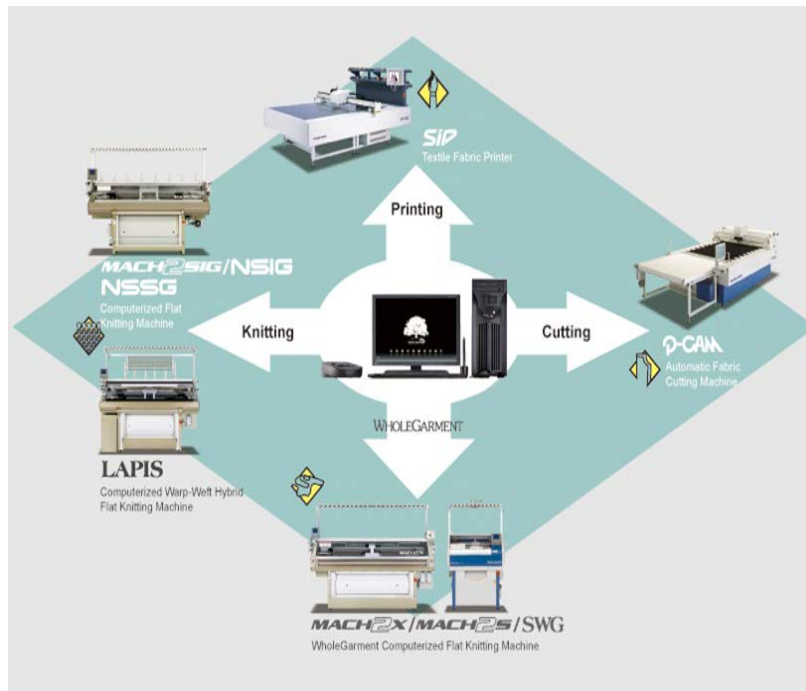 SIP
Textile Fabric Printer
Printing
MACH2SIG/NSIG
NSSG
Computerized Flat
Knitting Machine
Knitting
Cutting
P-CAM
Automatic Fabric
Cutting Machine
WHOLEGARMENT
LAPIS
Computerized Warp-Weft Hybrid
Flat Knitting Machine
MACH2X/MACH2S/SWG
WholeGarment Computerized Flat Knitting Machine